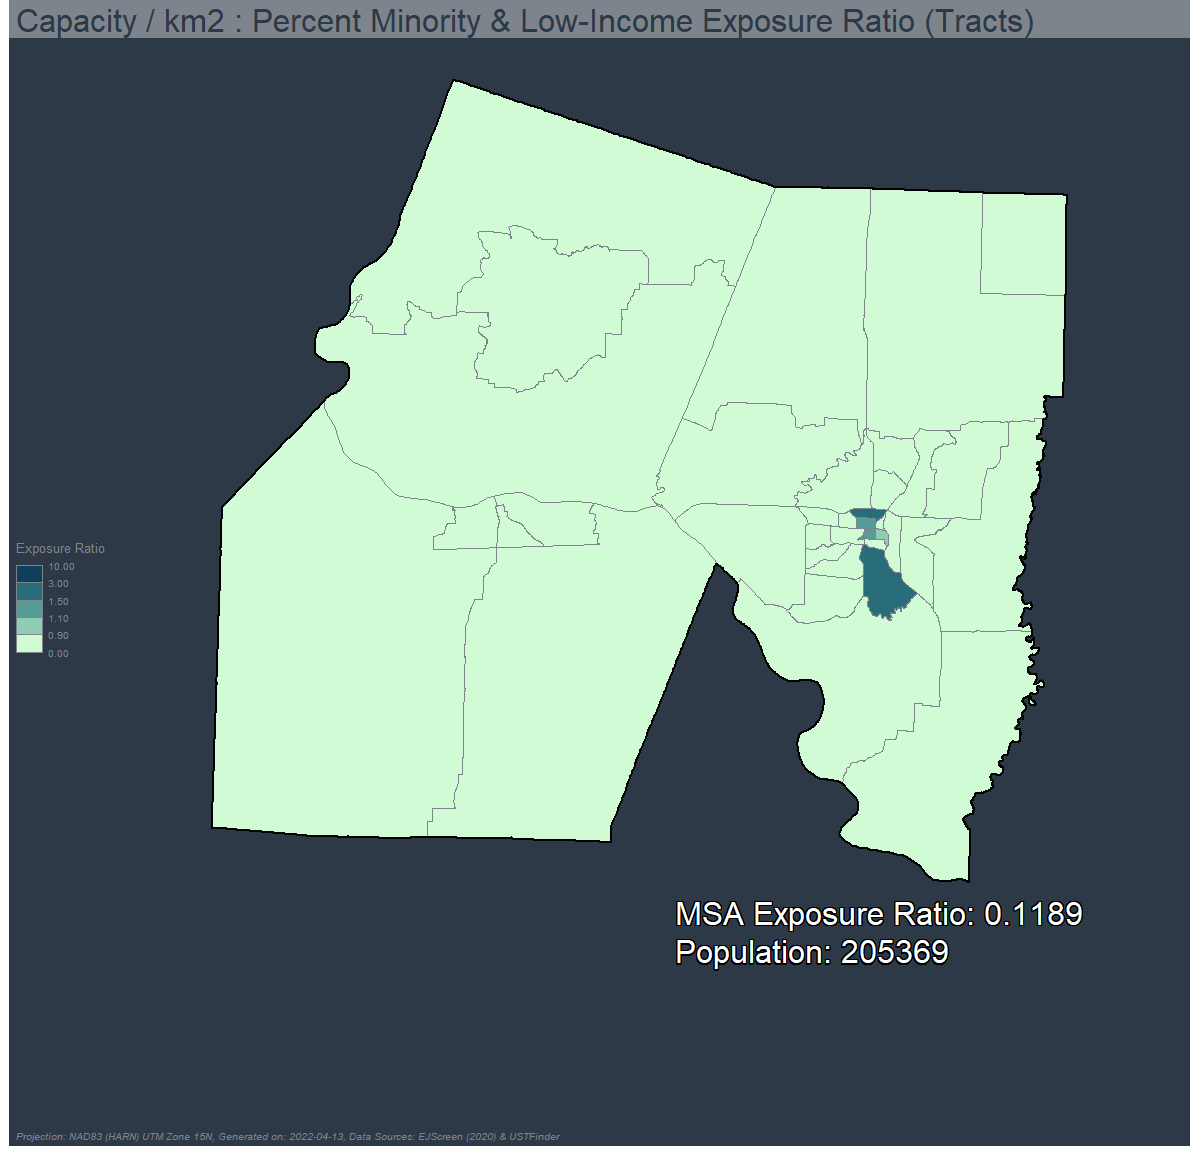 Capacity / km2 : Percent Minority & Low-Income Exposure Ratio (Tracts)
Exposure Ratio
10.00
3.00
1.50
1.10
0.90
0.00
MSA Exposure Ratio: 0.1189
Population: 205369
Projection: NAD83 (HARN) UTM Zone 15N, Generated on: 2022-04-13, Data Sources: EJScreen (2020) & USTFinder